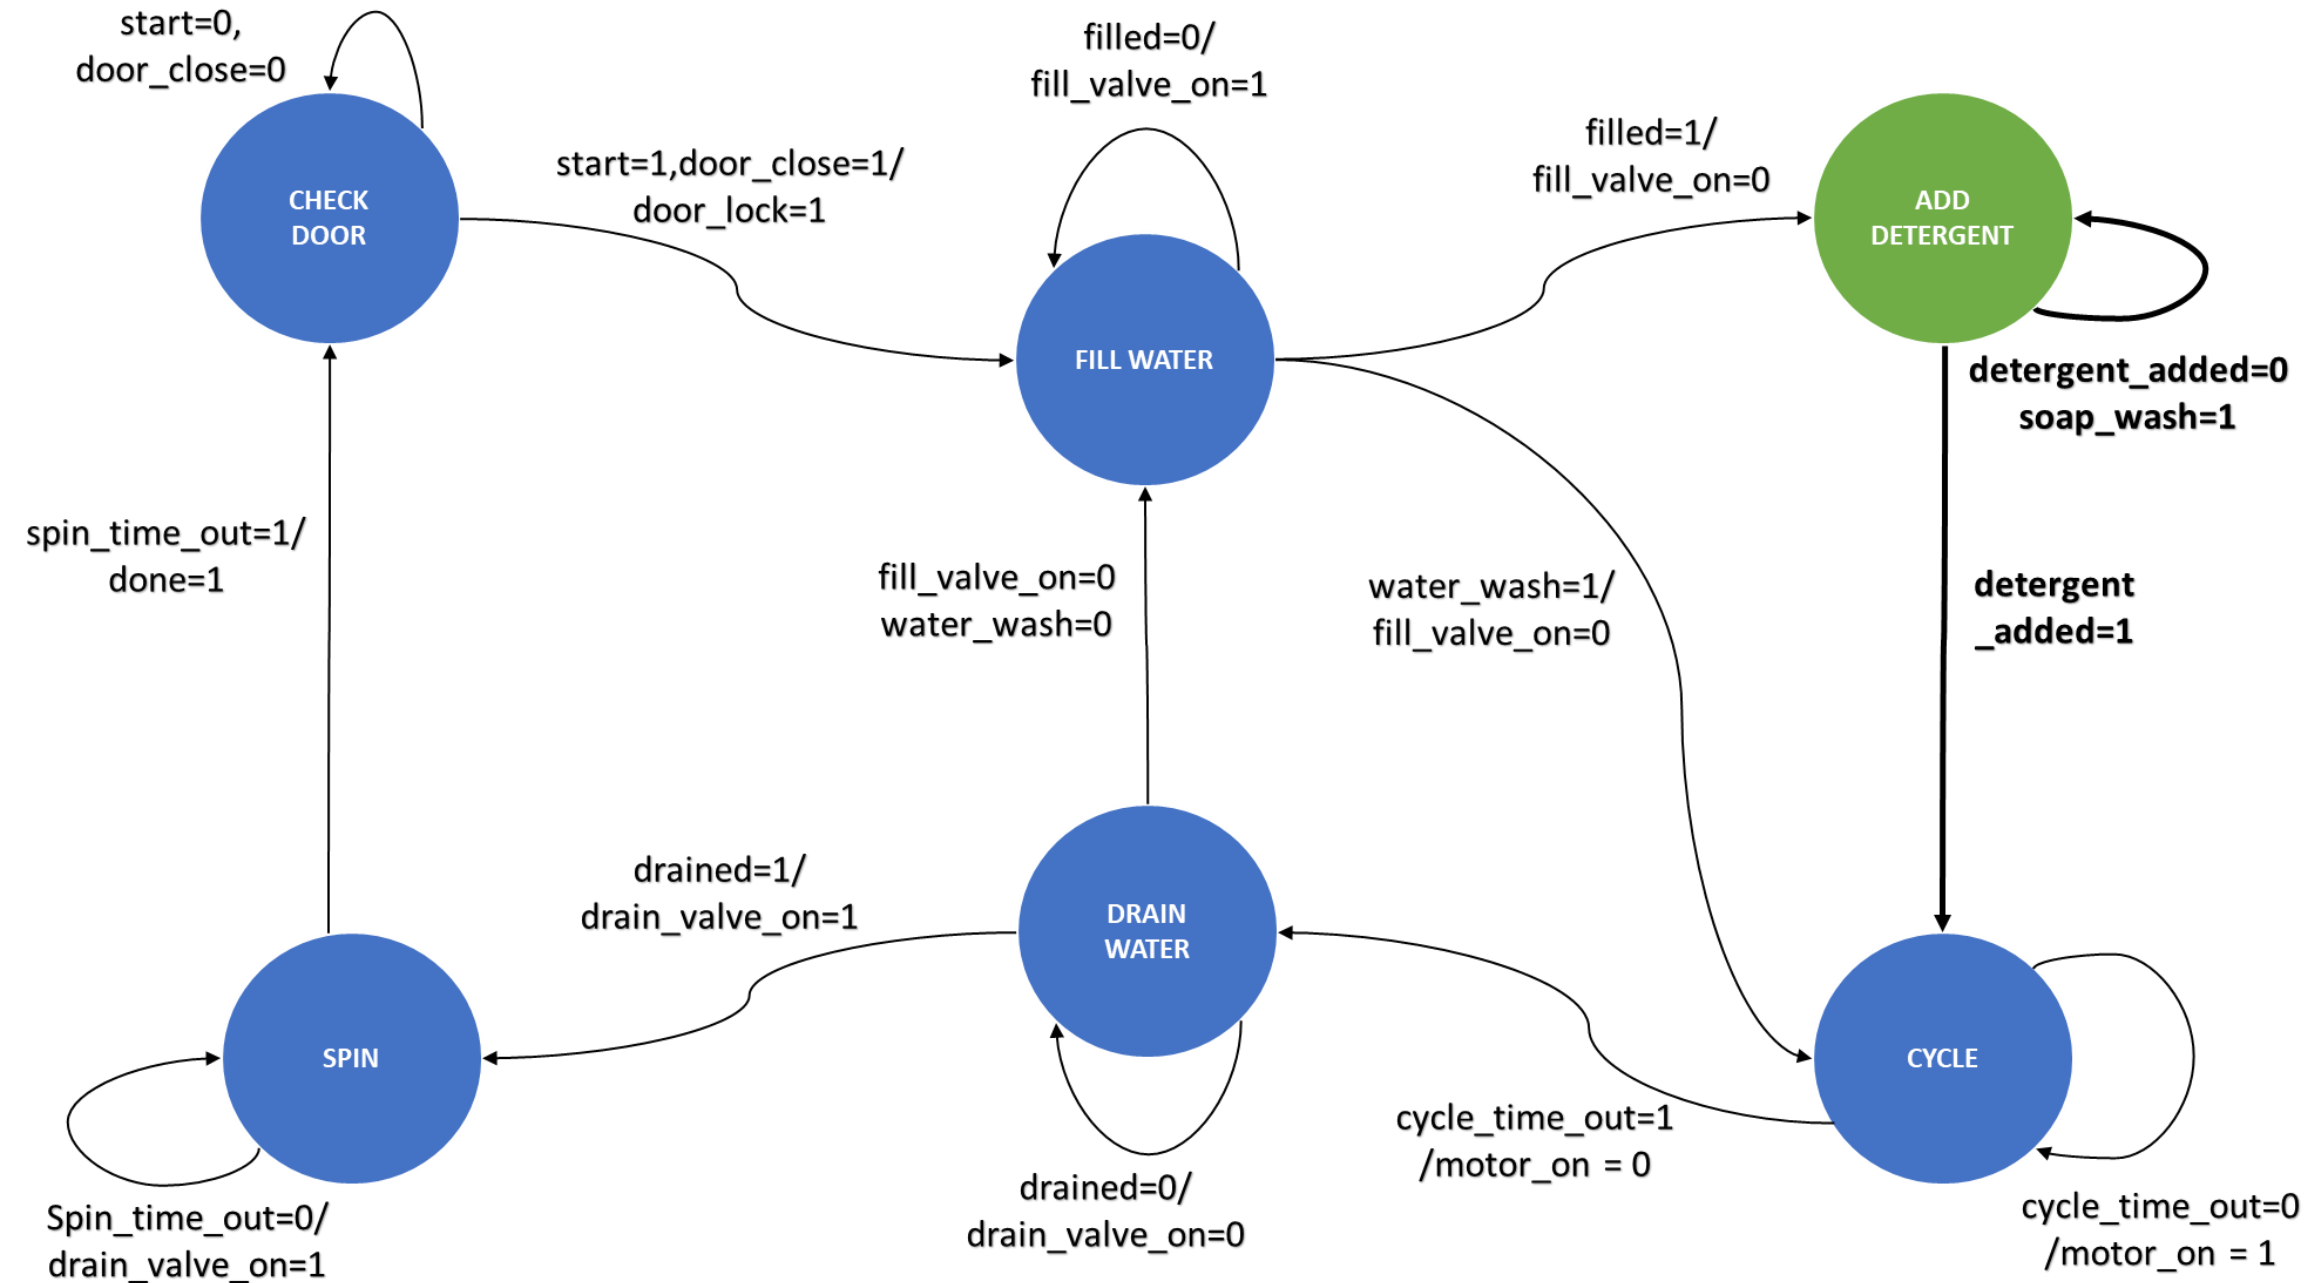 start=0,
door_close=0
filled=0/
fill_valve_on=1
start=1,door_close=1/
door_lock=1
filled=1/
fill_valve_on=0
CHECK
DOOR
ADD
DETERGENT
FILL WATER
detergent_added=0
soap_wash=1
spin_time_out=1/
done=1
fill_valve_on=0
water_wash=0
water_wash=1/
fill_valve_on=0
detergent
_added=1
drained=1/
drain_valve_on=1
DRAIN
WATER
SPIN
CYCLE
cycle_time_out=1
/motor_on = 0
drained=0/
drain_valve_on=0
Spin_time_out=0/
drain_valve_on=1
cycle_time_out=0
/motor_on = 1